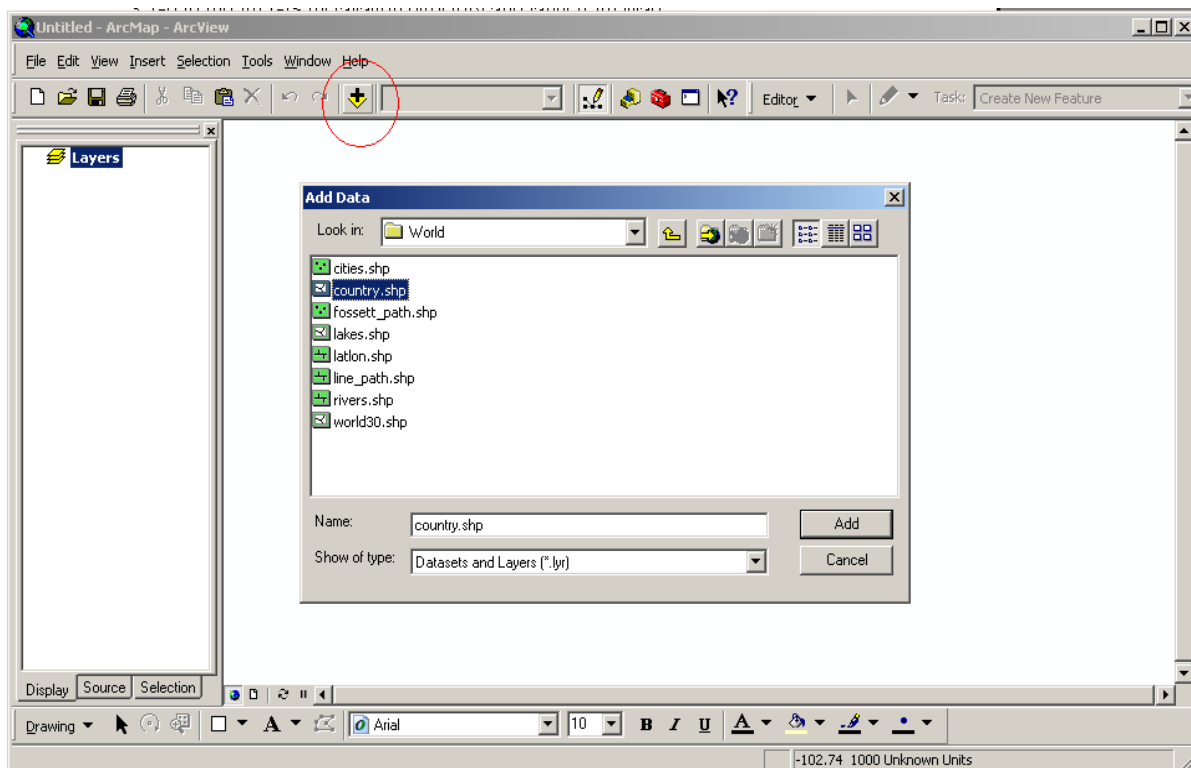 Untitled - ArcMap - ArcView
File Edit View Insert Selection Tools Window Help
Editor Task: Create New Feature
Layers
Add Data
Look in: World
cities.shp
country.shp
fossett_path.shp
lakes.shp
latlon.shp
line_path.shp
rivers.shp
world30.shp
Name: country.shp Add
Show of type: Datasets and Layers (*.lyr) Cancel
Display Source Selection
Drawing A Arial 10 B I U A
-102.74 1000 Unknown Units